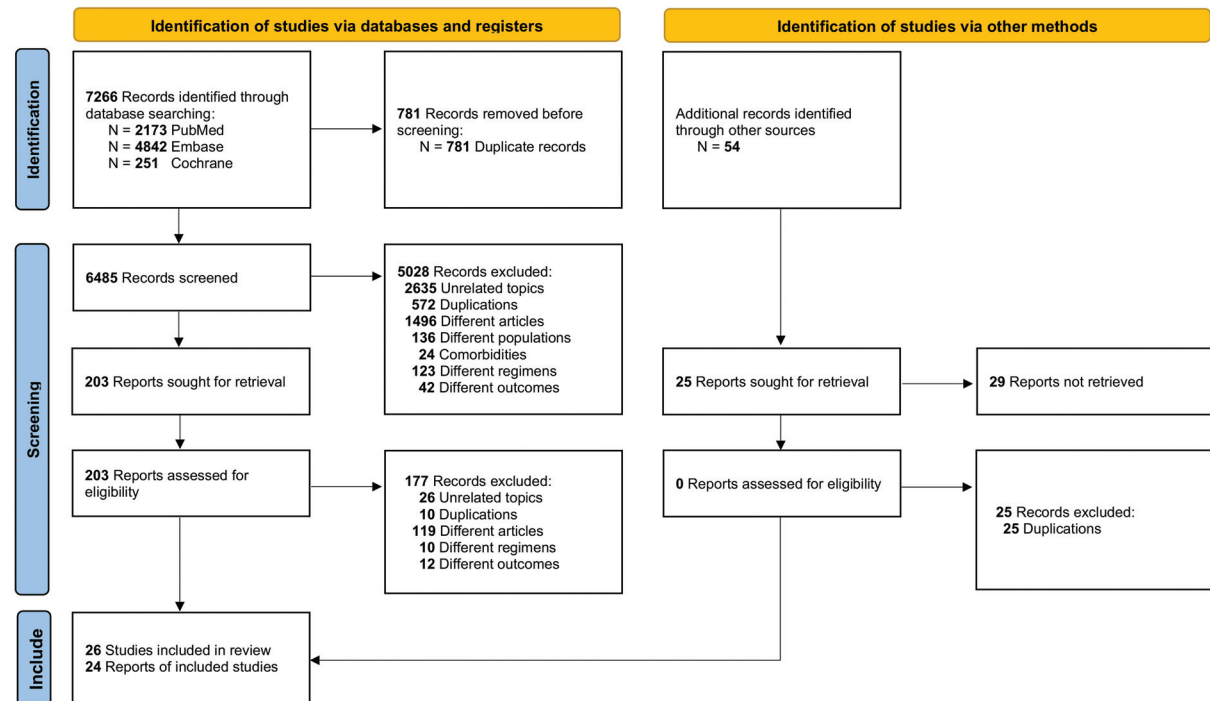 Identification of studies via databases and registers
Identification of studies via other methods
Identification
7266 Records identified through
database searching:
N = 2173 PubMed
N = 4842 Embase
N = 251 Cochrane
781 Records removed before
screening:
N = 781 Duplicate records
Additional records identified
through other sources
N = 54
Screening
6485 Records screened
5028 Records excluded:
2635 Unrelated topics
572 Duplications
1496 Different articles
136 Different populations
24 Comorbidities
123 Different regimens
42 Different outcomes
203 Reports sought for retrieval
25 Reports sought for retrieval
29 Reports not retrieved
203 Reports assessed for
eligibility
177 Records excluded:
26 Unrelated topics
10 Duplications
119 Different articles
10 Different regimens
12 Different outcomes
0 Reports assessed for eligibility
25 Records excluded:
25 Duplications
Include
26 Studies included in review
24 Reports of included studies